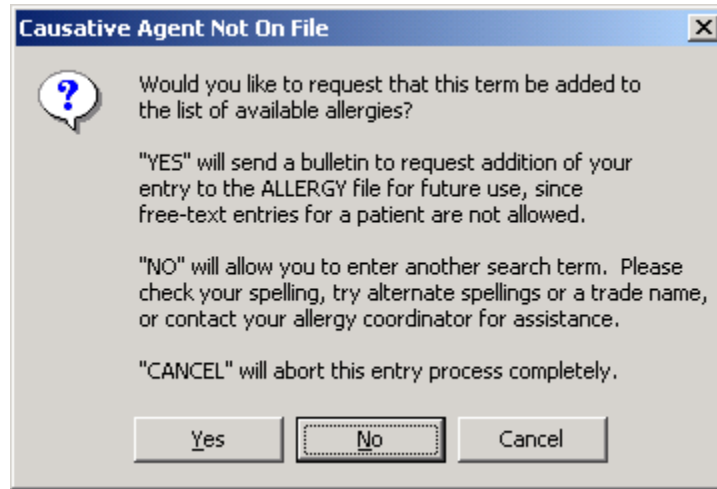 Causative Agent Not On File
Would you like to request that this term be added to
the list of available allergies?
"YES" will send a bulletin to request addition of your
entry to the ALLERGY file for future use, since
free-text entries for a patient are not allowed.
"NO" will allow you to enter another search term.  Please
check your spelling, try alternate spellings or a trade name,
or contact your allergy coordinator for assistance.
"CANCEL" will abort this entry process completely.
Yes No Cancel